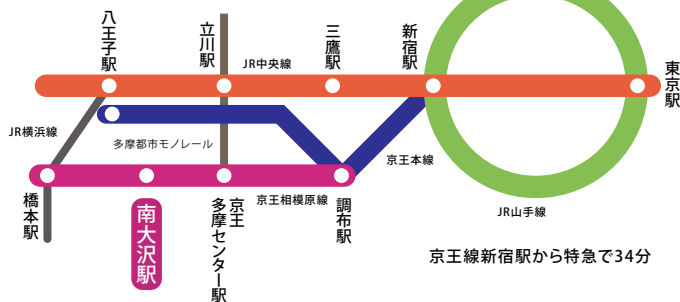 八王子駅
立川駅
三鷹駅
新宿駅
東京駅
JR中央線
JR横浜線
多摩都市モノレール
京王本線
橋本駅
南大沢駅
京王
多摩センター駅
京王相模原線
調布駅
JR山手線
京王線新宿駅から特急で34分